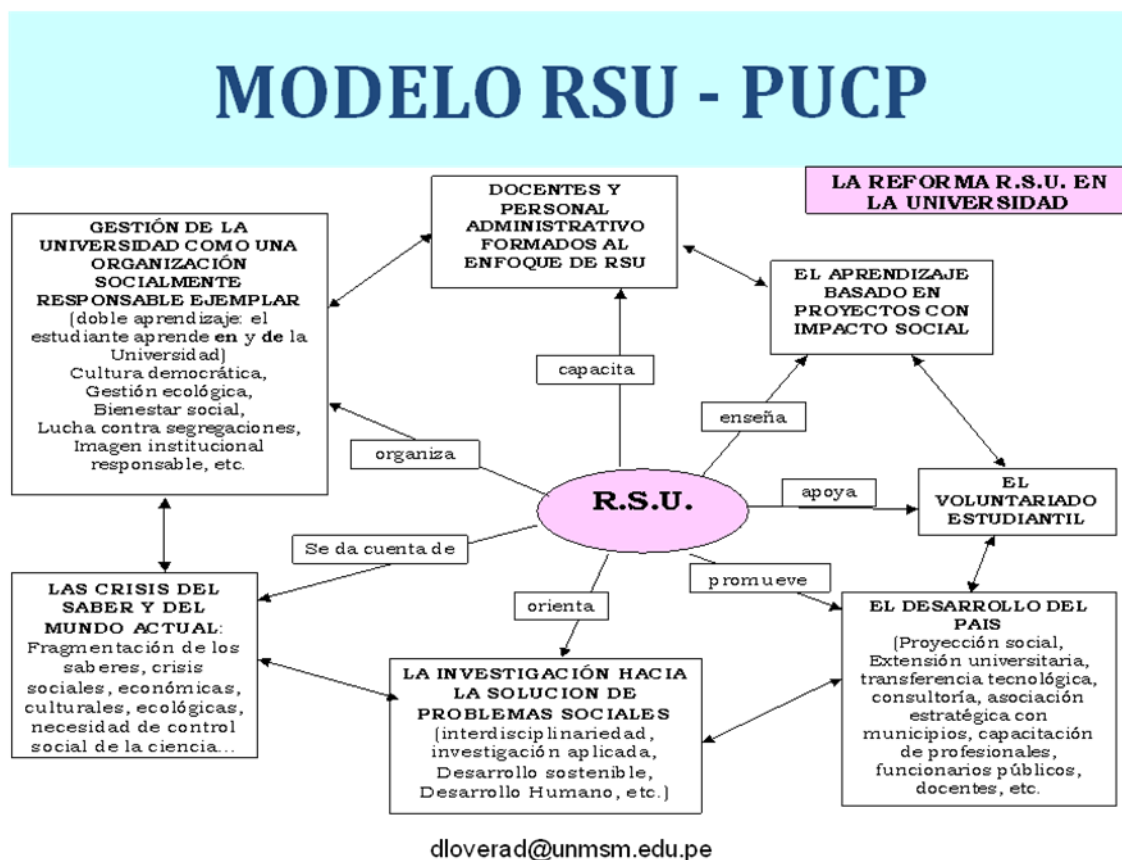 MODELO RSU - PUCP
LA REFORMA R.S.U. EN
LA UNIVERSIDAD
DOCENTES Y
PERSONAL
ADMINISTRATIVO
FORMADOS AL
ENFOQUE DE RSU
GESTIÓN DE LA
UNIVERSIDAD COMO UNA
ORGANIZACIÓN
SOCIALMENTE
RESPONSABLE EJEMPLAR
(doble aprendizaje: el
estudiante aprende en y de la
Universidad)
Cultura democrática,
Gestión ecológica,
Bienestar social,
Lucha contra segregaciones,
Imagen institucional
responsable, etc.
EL APRENDIZAJE
BASADO EN
PROYECTOS CON
IMPACTO SOCIAL
capacita
enseña
organiza
R.S.U.
apoya
EL
VOLUNTARIADO
ESTUDIANTIL
Se da cuenta de
orienta
promueve
LAS CRISIS DEL
SABER Y DEL
MUNDO ACTUAL:
Fragmentación de los
saberes, crisis
sociales, económicas,
culturales, ecológicas,
necesidad de control
social de la ciencia...
LA INVESTIGACIÓN HACIA
LA SOLUCION DE
PROBLEMAS SOCIALES
(interdisciplinariedad,
investigación aplicada,
Desarrollo sostenible,
Desarrollo Humano, etc.)
EL DESARROLLO DEL
PAIS
(Proyección social,
Extensión universitaria,
transferencia tecnológica,
consultoría, asociación
estratégica con
municipios, capacitación
de profesionales,
funcionarios públicos,
docentes, etc.
dloverad@unmsm.edu.pe